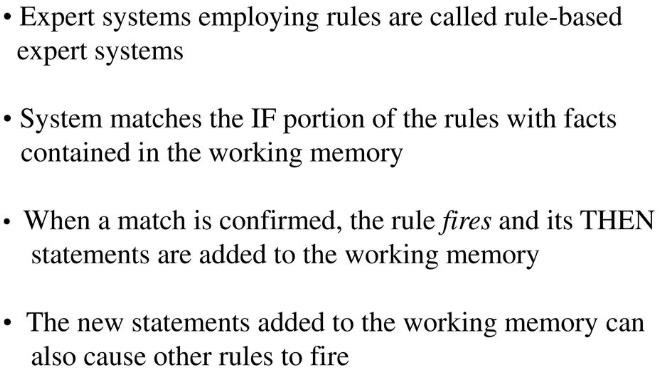 • Expert systems employing rules are called rule-based
expert systems
• System matches the IF portion of the rules with facts
contained in the working memory
• When a match is confirmed, the rule fires and its THEN
statements are added to the working memory
• The new statements added to the working memory can
also cause other rules to fire